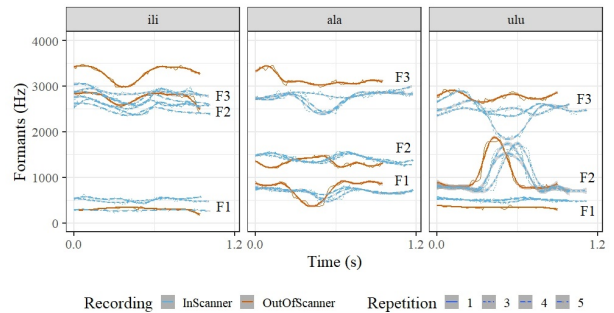 ili
ala
ulu
4000
3000
2000
1000
0
Formants (Hz)
F3
F2
F1
F3
F2
F1
F3
F2
F1
0.0 1.2 0.0 1.2 0.0 1.2
Time (s)
Recording InScanner OutOfScanner Repetition 1 3 4 5